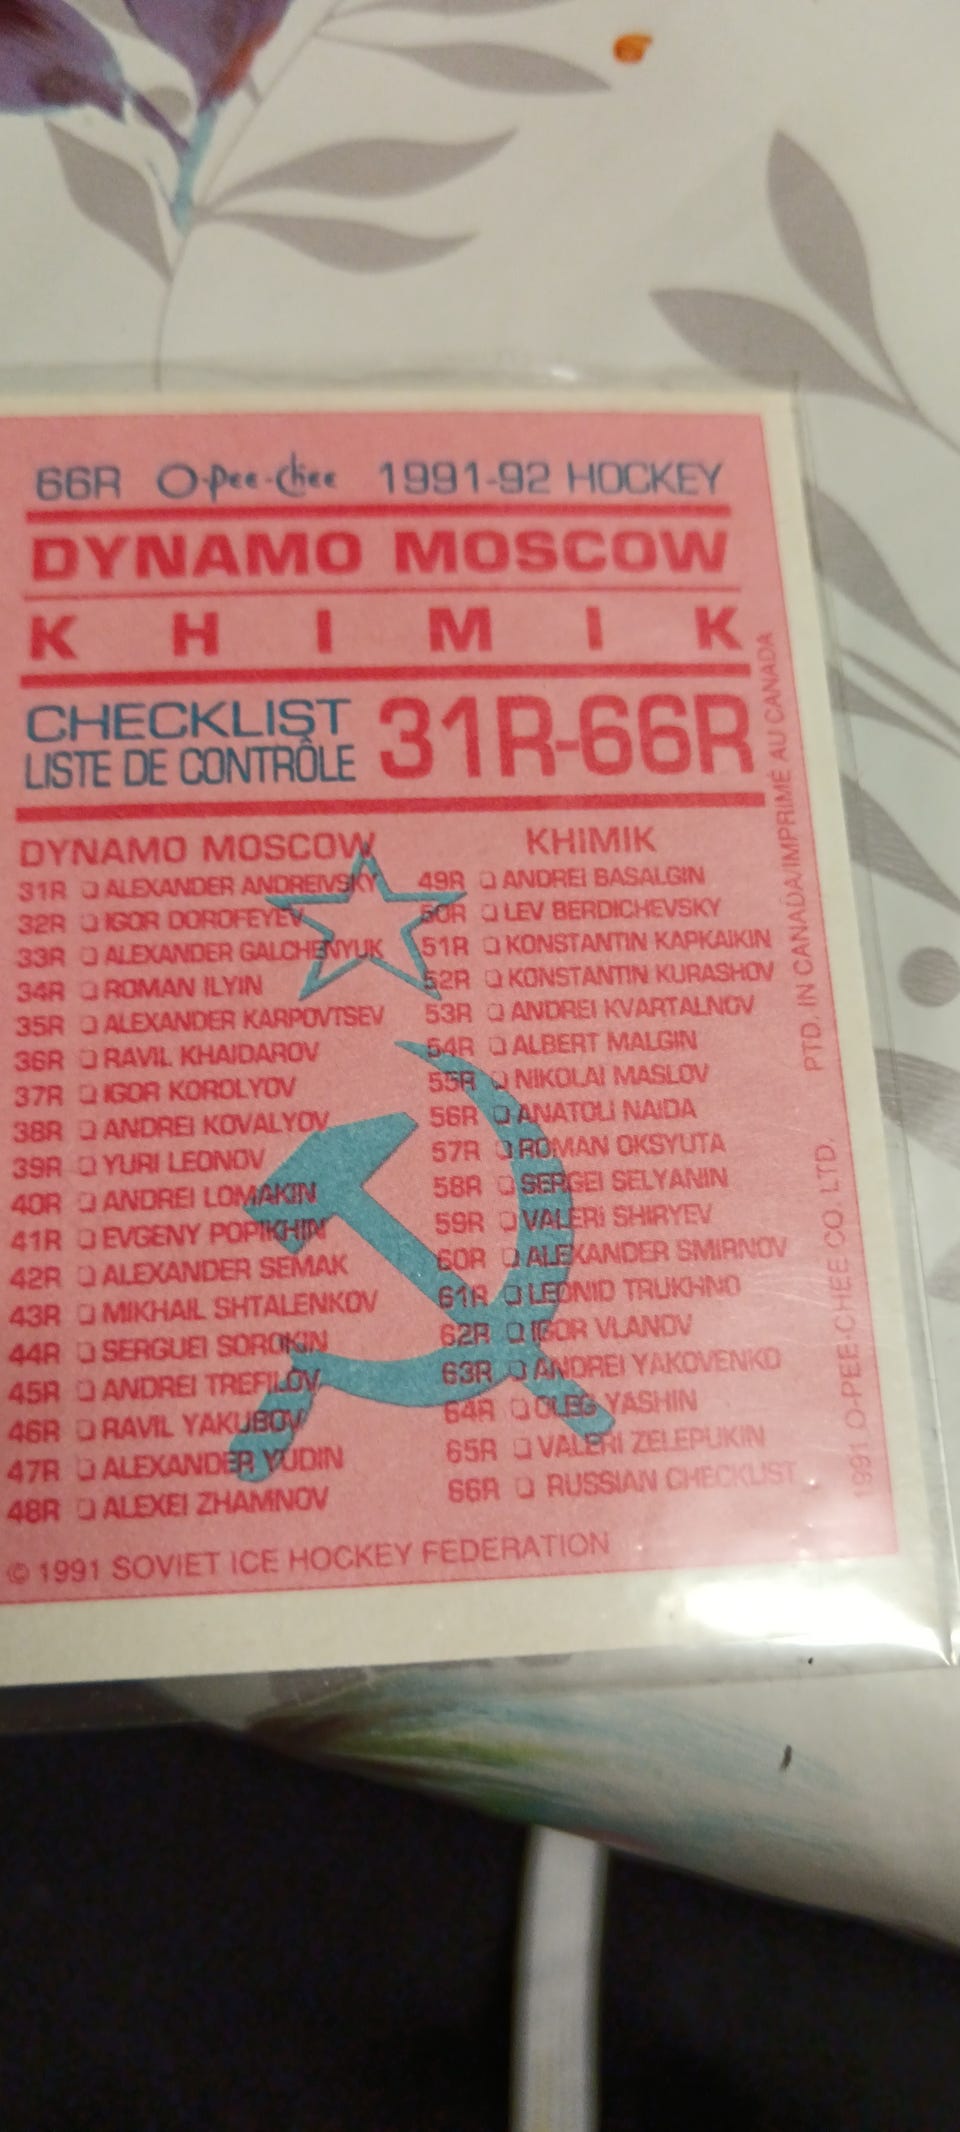 66R O-Pee-Chee 1991-92 HOCKEY
DYNAMO MOSCOW
KHIMIK
CHECKLIST
LISTE DE CONTRÔLE
31R-66R
DYNAMO MOSCOW
31R ALEXANDER ANDREIVSKY
32R IGOR DOROFEYEV
33R ALEXANDER GALCHENYUK
34R ROMAN ILYIN
35R ALEXANDER KARPOVTSEV
36R RAVIL KHAIDAROV
37R IGOR KOROLYOV
38R ANDREI KOVALYOV
39R YURI LEONOV
40R ANDREI LOMAKIN
41R EVGENY POPIKHIN
42R ALEXANDER SEMAK
43R MIKHAIL SHTALENKOV
44R SERGUEI SOROKIN
45R ANDREI TREFILOV
46R RAVIL YAKUBOV
47R ALEXANDER YUDIN
48R ALEXEI ZHAMNOV
KHIMIK
49R ANDREI BASALGIN
50R LEV BERDICHEVSKY
51R KONSTANTIN KAPKAIKIN
52R KONSTANTIN KURASHOV
53R ANDREI KVARTALNOV
54R ALBERT MALGIN
55R NIKOLAI MASLOV
56R ANATOLI NAIDA
57R ROMAN OKSYUTA
58R SERGEI SELYANIN
59R VALERI SHIRYEV
60R ALEXANDER SMIRNOV
61R LEONID TRUKHNO
62R IGOR VLANOV
63R ANDREI YAKOVENKO
64R OLEG YASHIN
65R VALERI ZELEPUKIN
66R RUSSIAN CHECKLIST
© 1991 SOVIET ICE HOCKEY FEDERATION
1991 O-PEE-CHEE CO. LTD. PTD. IN CANADA/IMPRIMÉ AU CANADA